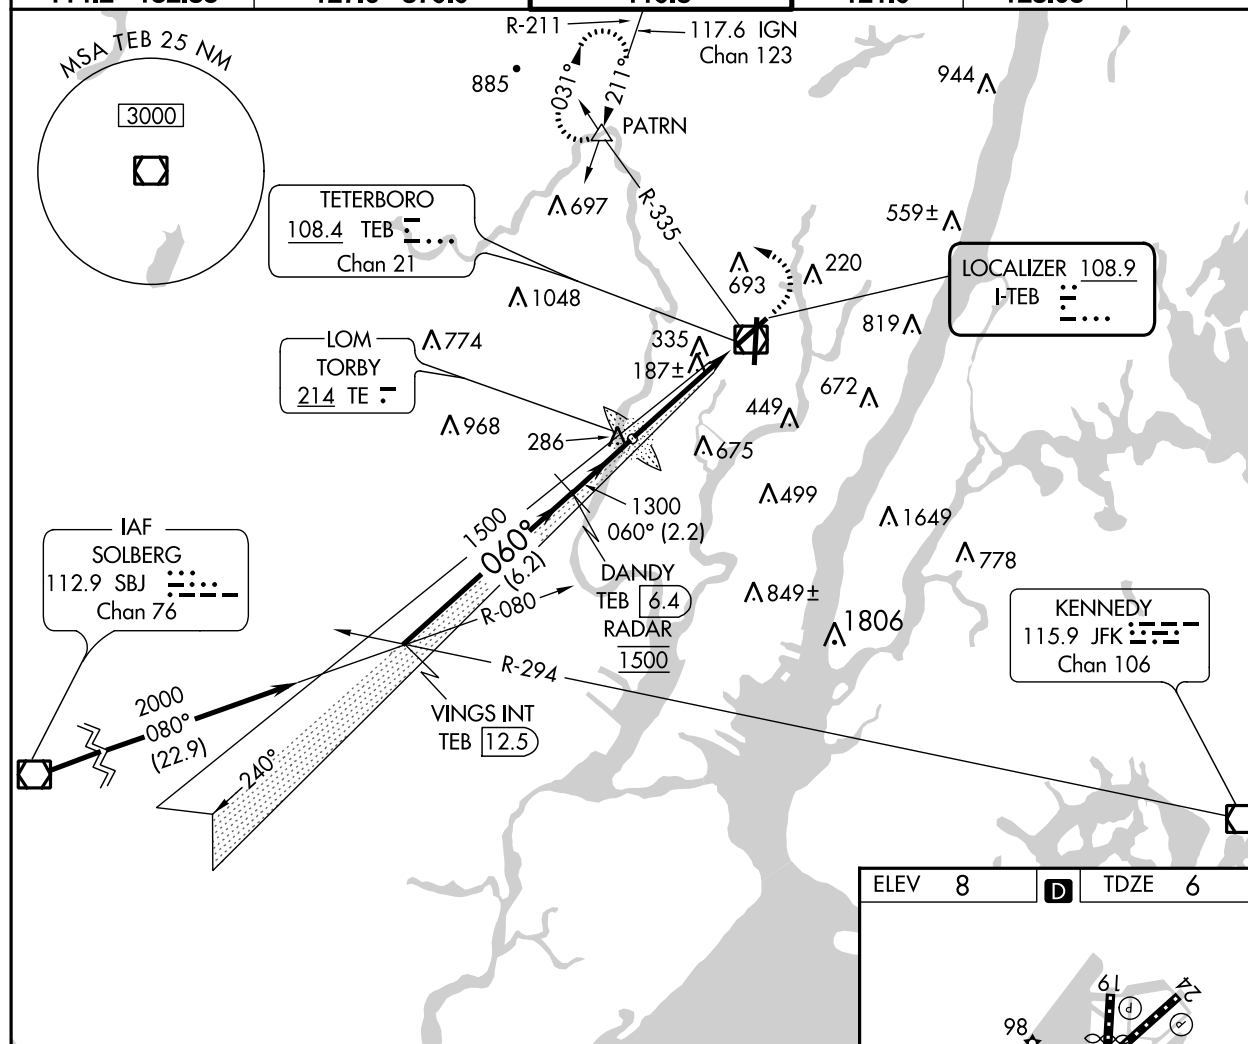 R-211
117.6 IGN
Chan 123
MSA TEB 25 NM
3000
885
031°
211°
PATRN
944
TETERBORO
108.4 TEB
Chan 21
697
R-335
559±
693
220
LOCALIZER 108.9
I-TEB
1048
819
LOM
TORBY
214 TE
774
335
187±
672
968
286
449
675
499
1649
778
1500
060°
(6.2)
1300
060° (2.2)
IAF
SOLBERG
112.9 SBJ
Chan 76
DANDY
TEB 6.4
RADAR
1500
R-080
849±
1806
KENNEDY
115.9 JFK
Chan 106
R-294
2000
080°
(22.9)
VINGS INT
TEB 12.5
240°
ELEV 8 D TDZE 6
19
24
P
P
98